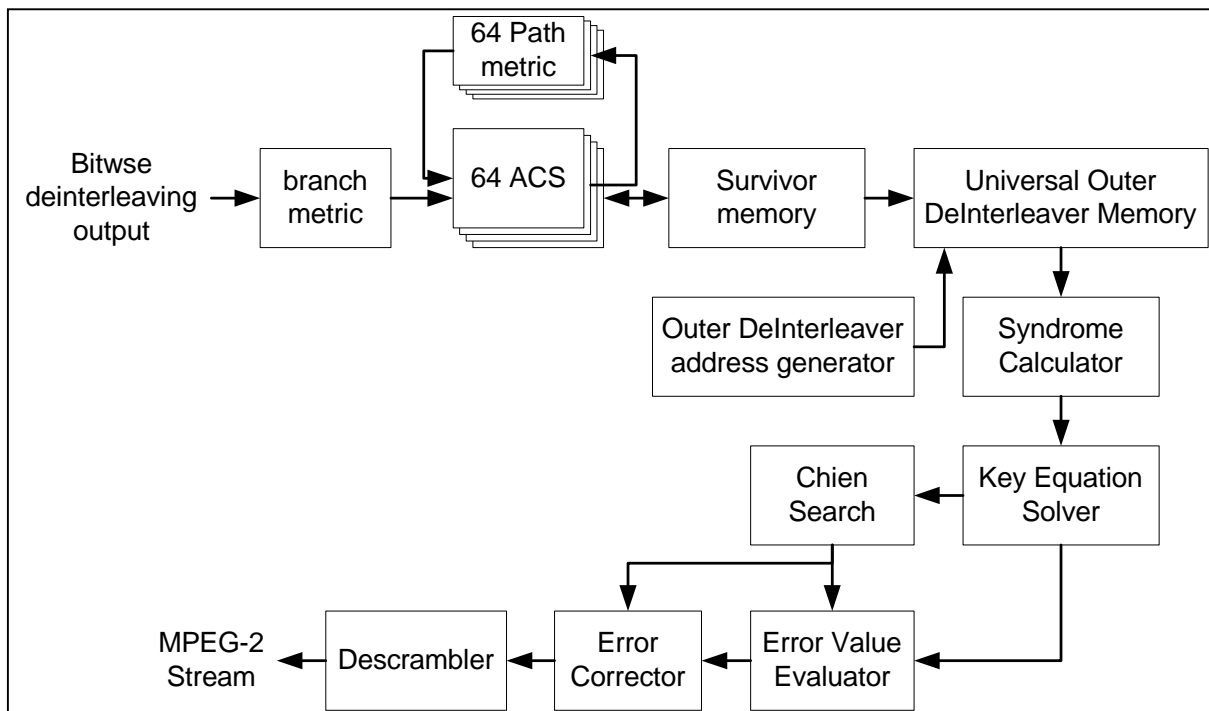 64 Path
metric
Bitwse
deinterleaving
output
branch
metric
64 ACS
Survivor
memory
Universal Outer
DeInterleaver Memory
Outer DeInterleaver
address generator
Syndrome
Calculator
Chien
Search
Key Equation
Solver
MPEG-2
Stream
Descrambler
Error
Corrector
Error Value
Evaluator